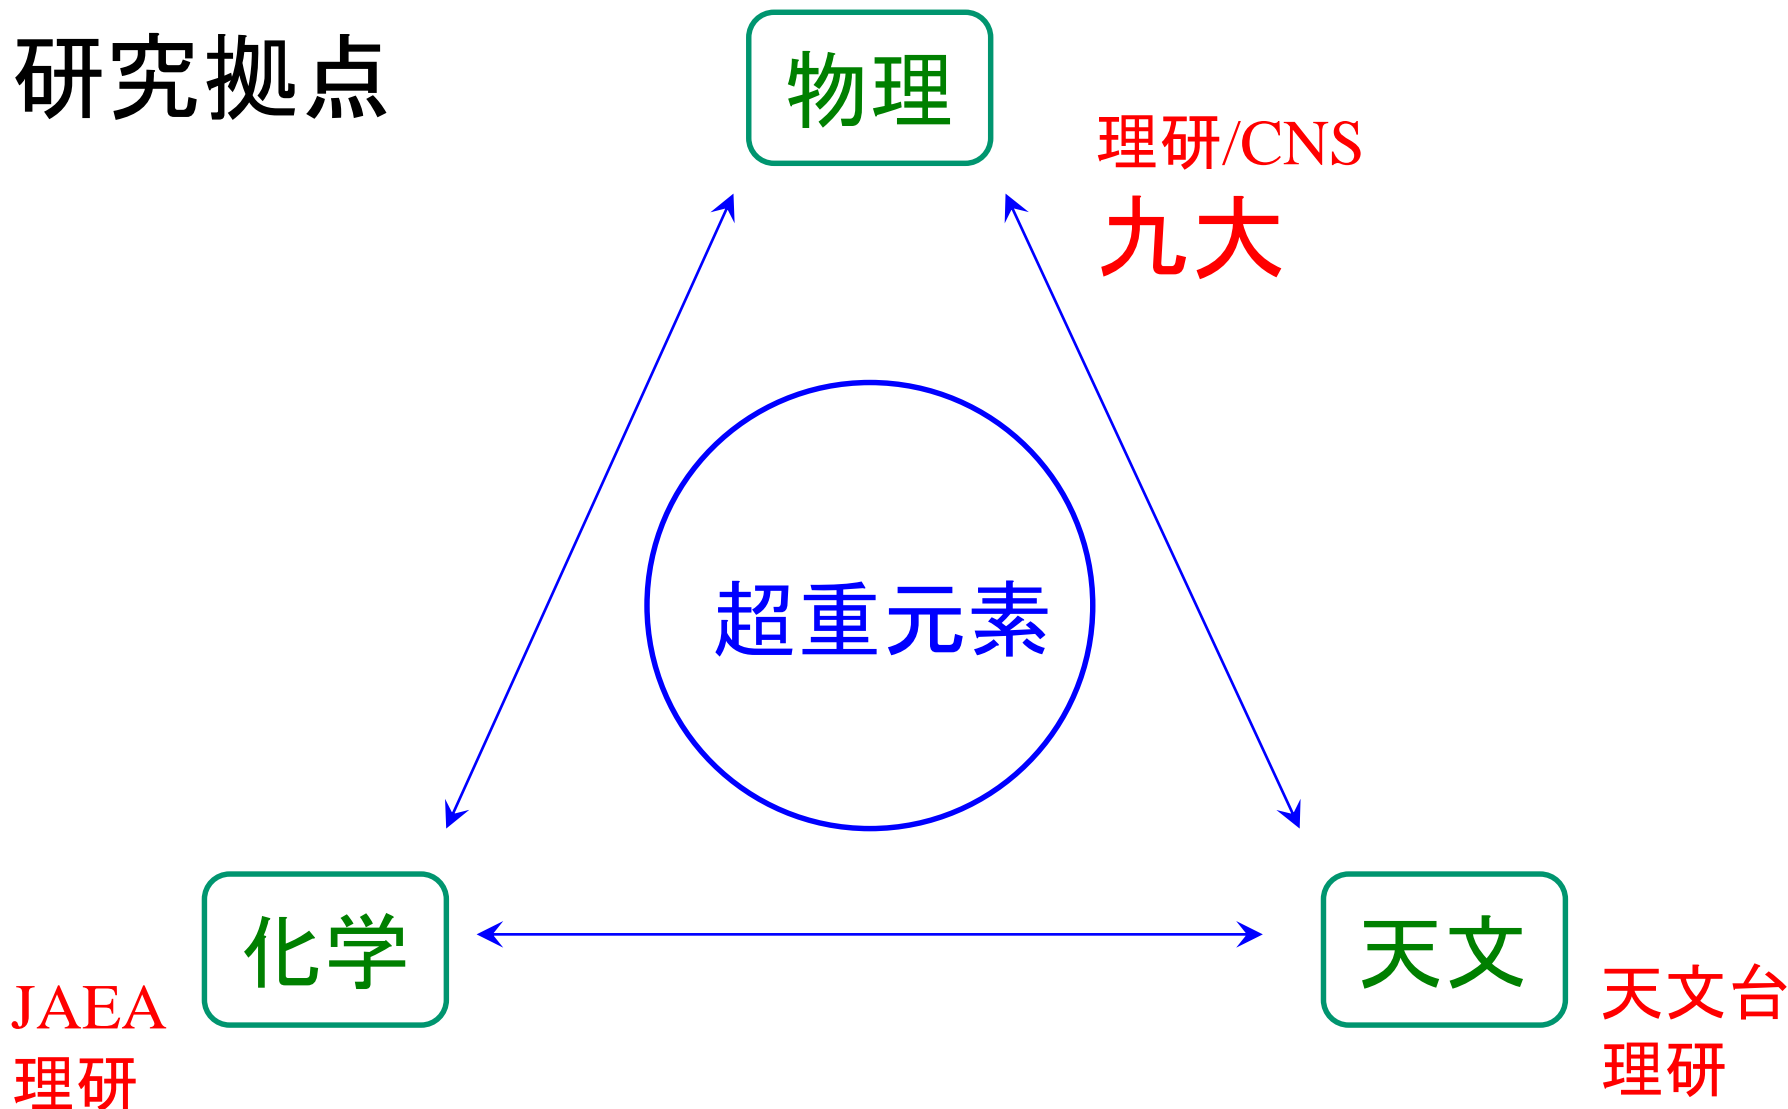 研究拠点
物理
理研/CNS
九大
超重元素
化学
JAEA
理研
天文
天文台
理研